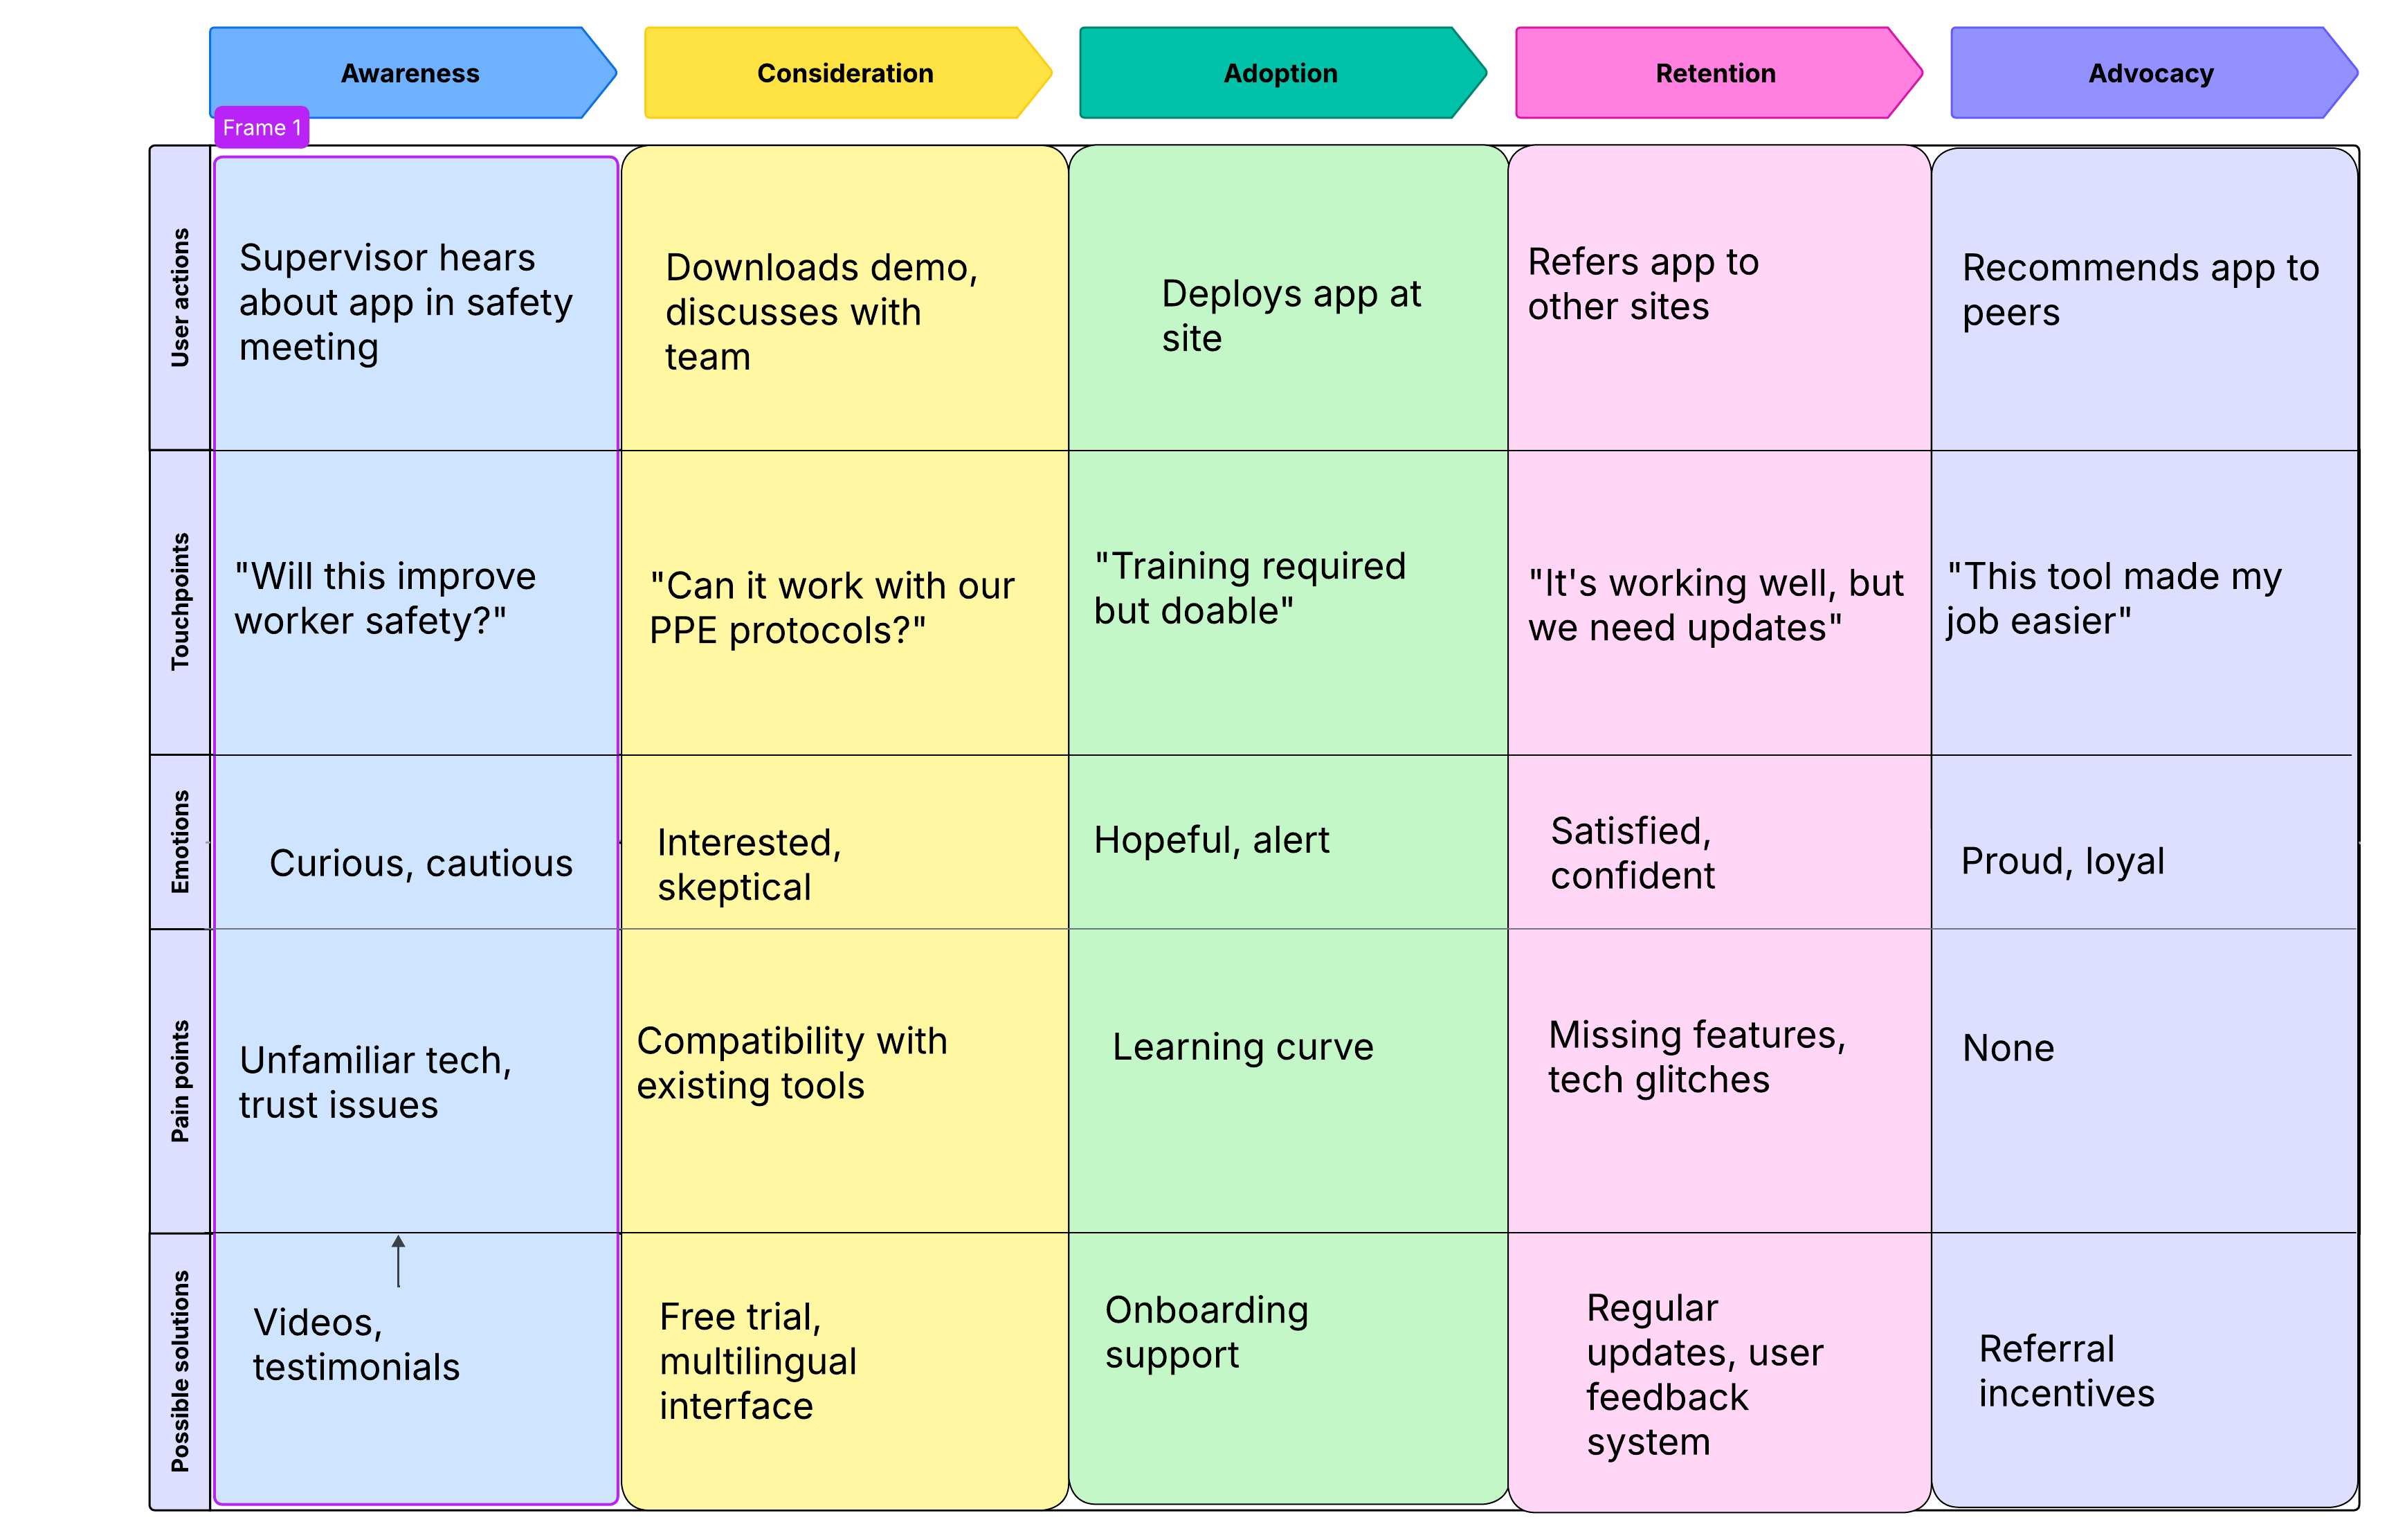 Awareness
Consideration
Adoption
Retention
Advocacy
Frame 1
User actions
Supervisor hears
about app in safety
meeting
Downloads demo,
discusses with
team
Deploys app at
site
Refers app to
other sites
Recommends app to
peers
Touchpoints
"Will this improve
worker safety?"
"Can it work with our
PPE protocols?"
"Training required
but doable"
"It's working well, but
we need updates"
"This tool made my
job easier"
Emotions
Curious, cautious
Interested,
skeptical
Hopeful, alert
Satisfied,
confident
Proud, loyal
Pain points
Unfamiliar tech,
trust issues
Compatibility with
existing tools
Learning curve
Missing features,
tech glitches
None
Possible solutions
Videos,
testimonials
Free trial,
multilingual
interface
Onboarding
support
Regular
updates, user
feedback
system
Referral
incentives